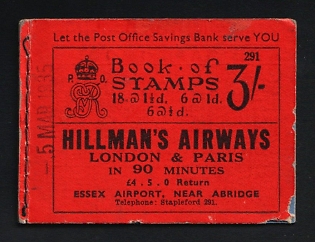 Let the Post Office Savings Bank serve YOU
291
Book of
P. O.
STAMPS 3/-
18 @ 1½d. 6 @ 1d.
6 @ ½d.
5 MAR 35
HILLMAN'S AIRWAYS
LONDON & PARIS
IN 90 MINUTES
£4.5.0 Return
ESSEX AIRPORT, NEAR ABRIDGE
Telephone: Stapleford 291.